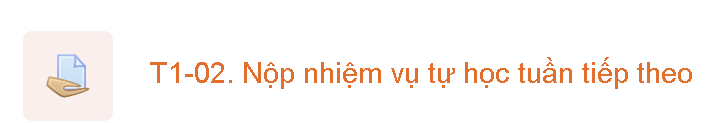 T1-02. Nộp nhiệm vụ tự học tuần tiếp theo